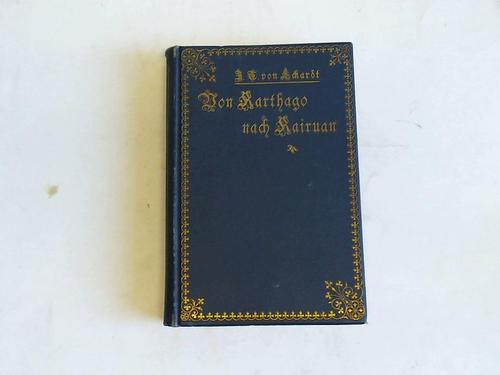 J. C. von Eckardt
Von Karthago
nach Kairuan